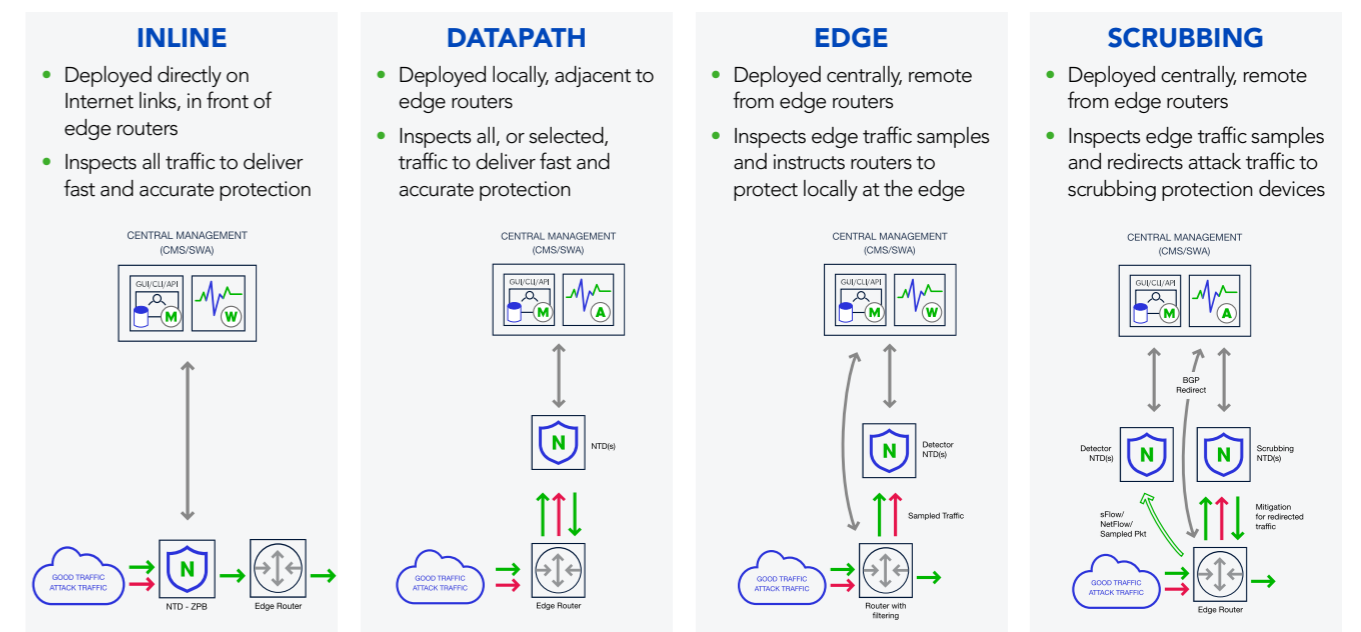 INLINE
• Deployed directly on
Internet links, in front of
edge routers
• Inspects all traffic to deliver
fast and accurate protection
CENTRAL MANAGEMENT
(CMS/SWA)
GUI/CLI/API
M
W
GOOD TRAFFIC
ATTACK TRAFFIC
N
NTD - ZPB
Edge Router
DATAPATH
• Deployed locally, adjacent to
edge routers
• Inspects all, or selected,
traffic to deliver fast and
accurate protection
CENTRAL MANAGEMENT
(CMS/SWA)
GUI/CLI/API
M
A
N
NTD(s)
GOOD TRAFFIC
ATTACK TRAFFIC
Edge Router
EDGE
• Deployed centrally, remote
from edge routers
• Inspects edge traffic samples
and instructs routers to
protect locally at the edge
CENTRAL MANAGEMENT
(CMS/SWA)
GUI/CLI/API
M
W
N
Detector
NTD(s)
Sampled Traffic
GOOD TRAFFIC
ATTACK TRAFFIC
Router with
filtering
SCRUBBING
• Deployed centrally, remote
from edge routers
• Inspects edge traffic samples
and redirects attack traffic to
scrubbing protection devices
CENTRAL MANAGEMENT
(CMS/SWA)
GUI/CLI/API
M
A
BGP
Redirect
Detector
NTD(s)
N
N
Scrubbing
NTD(s)
sFlow/
NetFlow/
Sampled Pkt
Mitigation
for redirected
traffic
GOOD TRAFFIC
ATTACK TRAFFIC
Edge Router